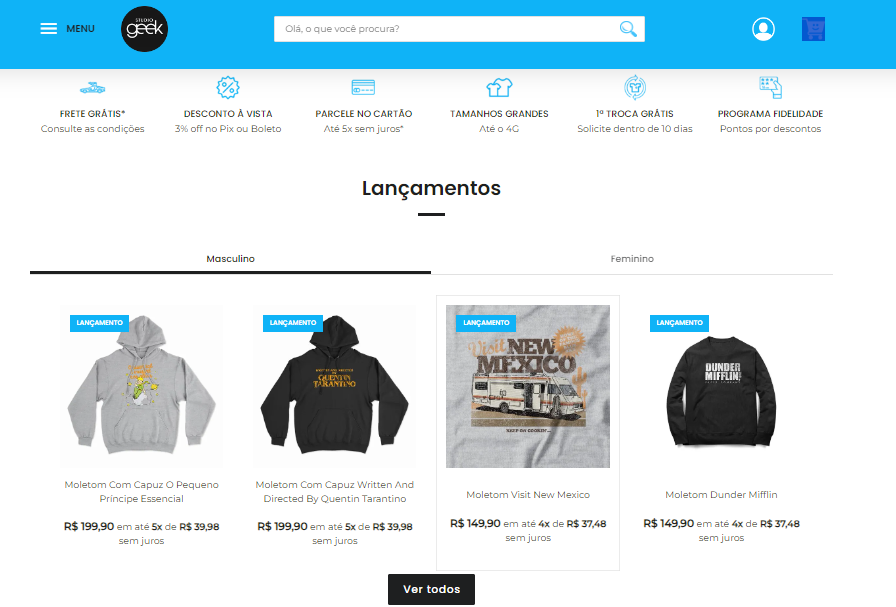 MENU
STUDIO
geek
Olá, o que você procura?
FRETE GRÁTIS*
Consulte as condições
DESCONTO À VISTA
3% off no Pix ou Boleto
PARCELE NO CARTÃO
Até 5x sem juros*
TAMANHOS GRANDES
Até o 4G
1ª TROCA GRÁTIS
Solicite dentro de 10 dias
PROGRAMA FIDELIDADE
Pontos por descontos
Lançamentos
Masculino
Feminino
LANÇAMENTO
LANÇAMENTO
QUENTIN
TARANTINO
LANÇAMENTO
Visit NEW
MEXICO
LANÇAMENTO
DUNDER
MIFFLIN
Moletom Com Capuz O Pequeno
Príncipe Essencial
R$ 199,90 em até 5x de R$ 39,98
sem juros
Moletom Com Capuz Written And
Directed By Quentin Tarantino
R$ 199,90 em até 5x de R$ 39,98
sem juros
Moletom Visit New Mexico
R$ 149,90 em até 4x de R$ 37,48
sem juros
Moletom Dunder Mifflin
R$ 149,90 em até 4x de R$ 37,48
sem juros
Ver todos